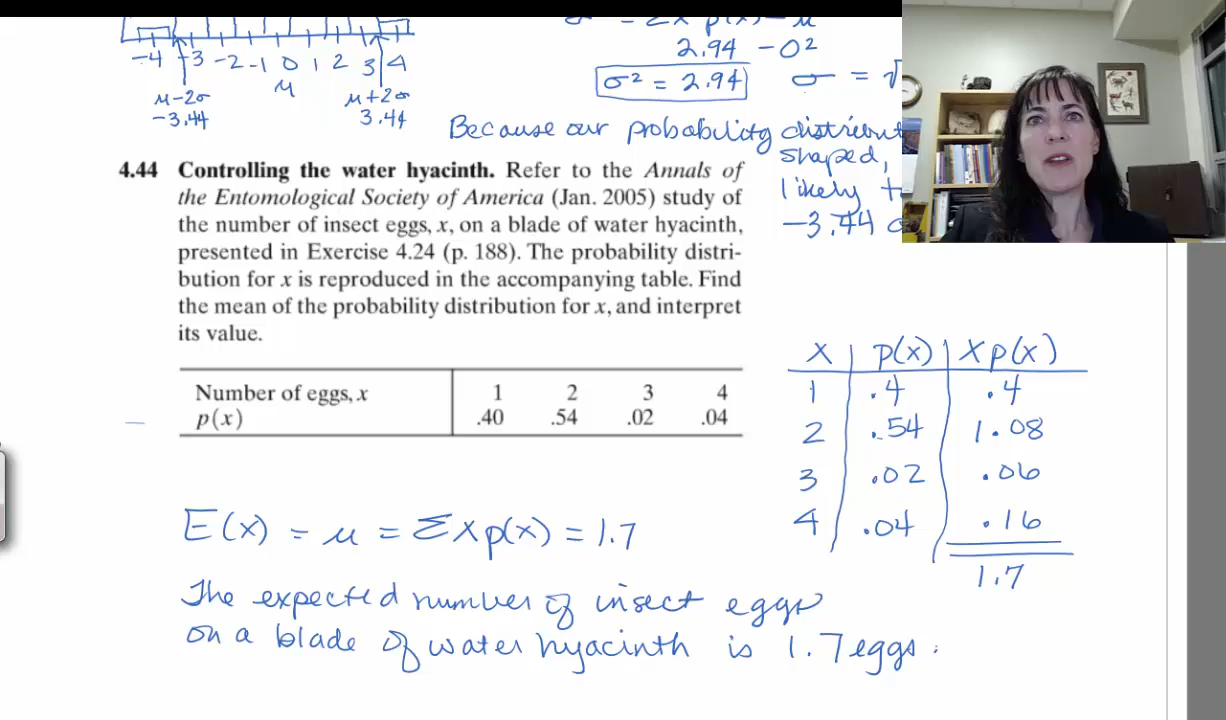 σ² = Σx² p(x) - μ²
2.94 - 0²
σ² = 2.94 σ = √
-4 -3 -2 -1 0 1 2 3 4
μ
μ-2σ μ+2σ
-3.44 3.44
Because our probability distribut
shaped,
likely t
-3.44
4.44 Controlling the water hyacinth. Refer to the Annals of
the Entomological Society of America (Jan. 2005) study of
the number of insect eggs, x, on a blade of water hyacinth,
presented in Exercise 4.24 (p. 188). The probability distri-
bution for x is reproduced in the accompanying table. Find
the mean of the probability distribution for x, and interpret
its value.
Number of eggs, x 1 2 3 4
p(x) .40 .54 .02 .04
x p(x) xp(x)
1 .4 .4
2 .54 1.08
3 .02 .06
4 .04 .16
1.7
E(x) = μ = Σxp(x) = 1.7
The expected number of insect eggs
on a blade of water hyacinth is 1.7 eggs.